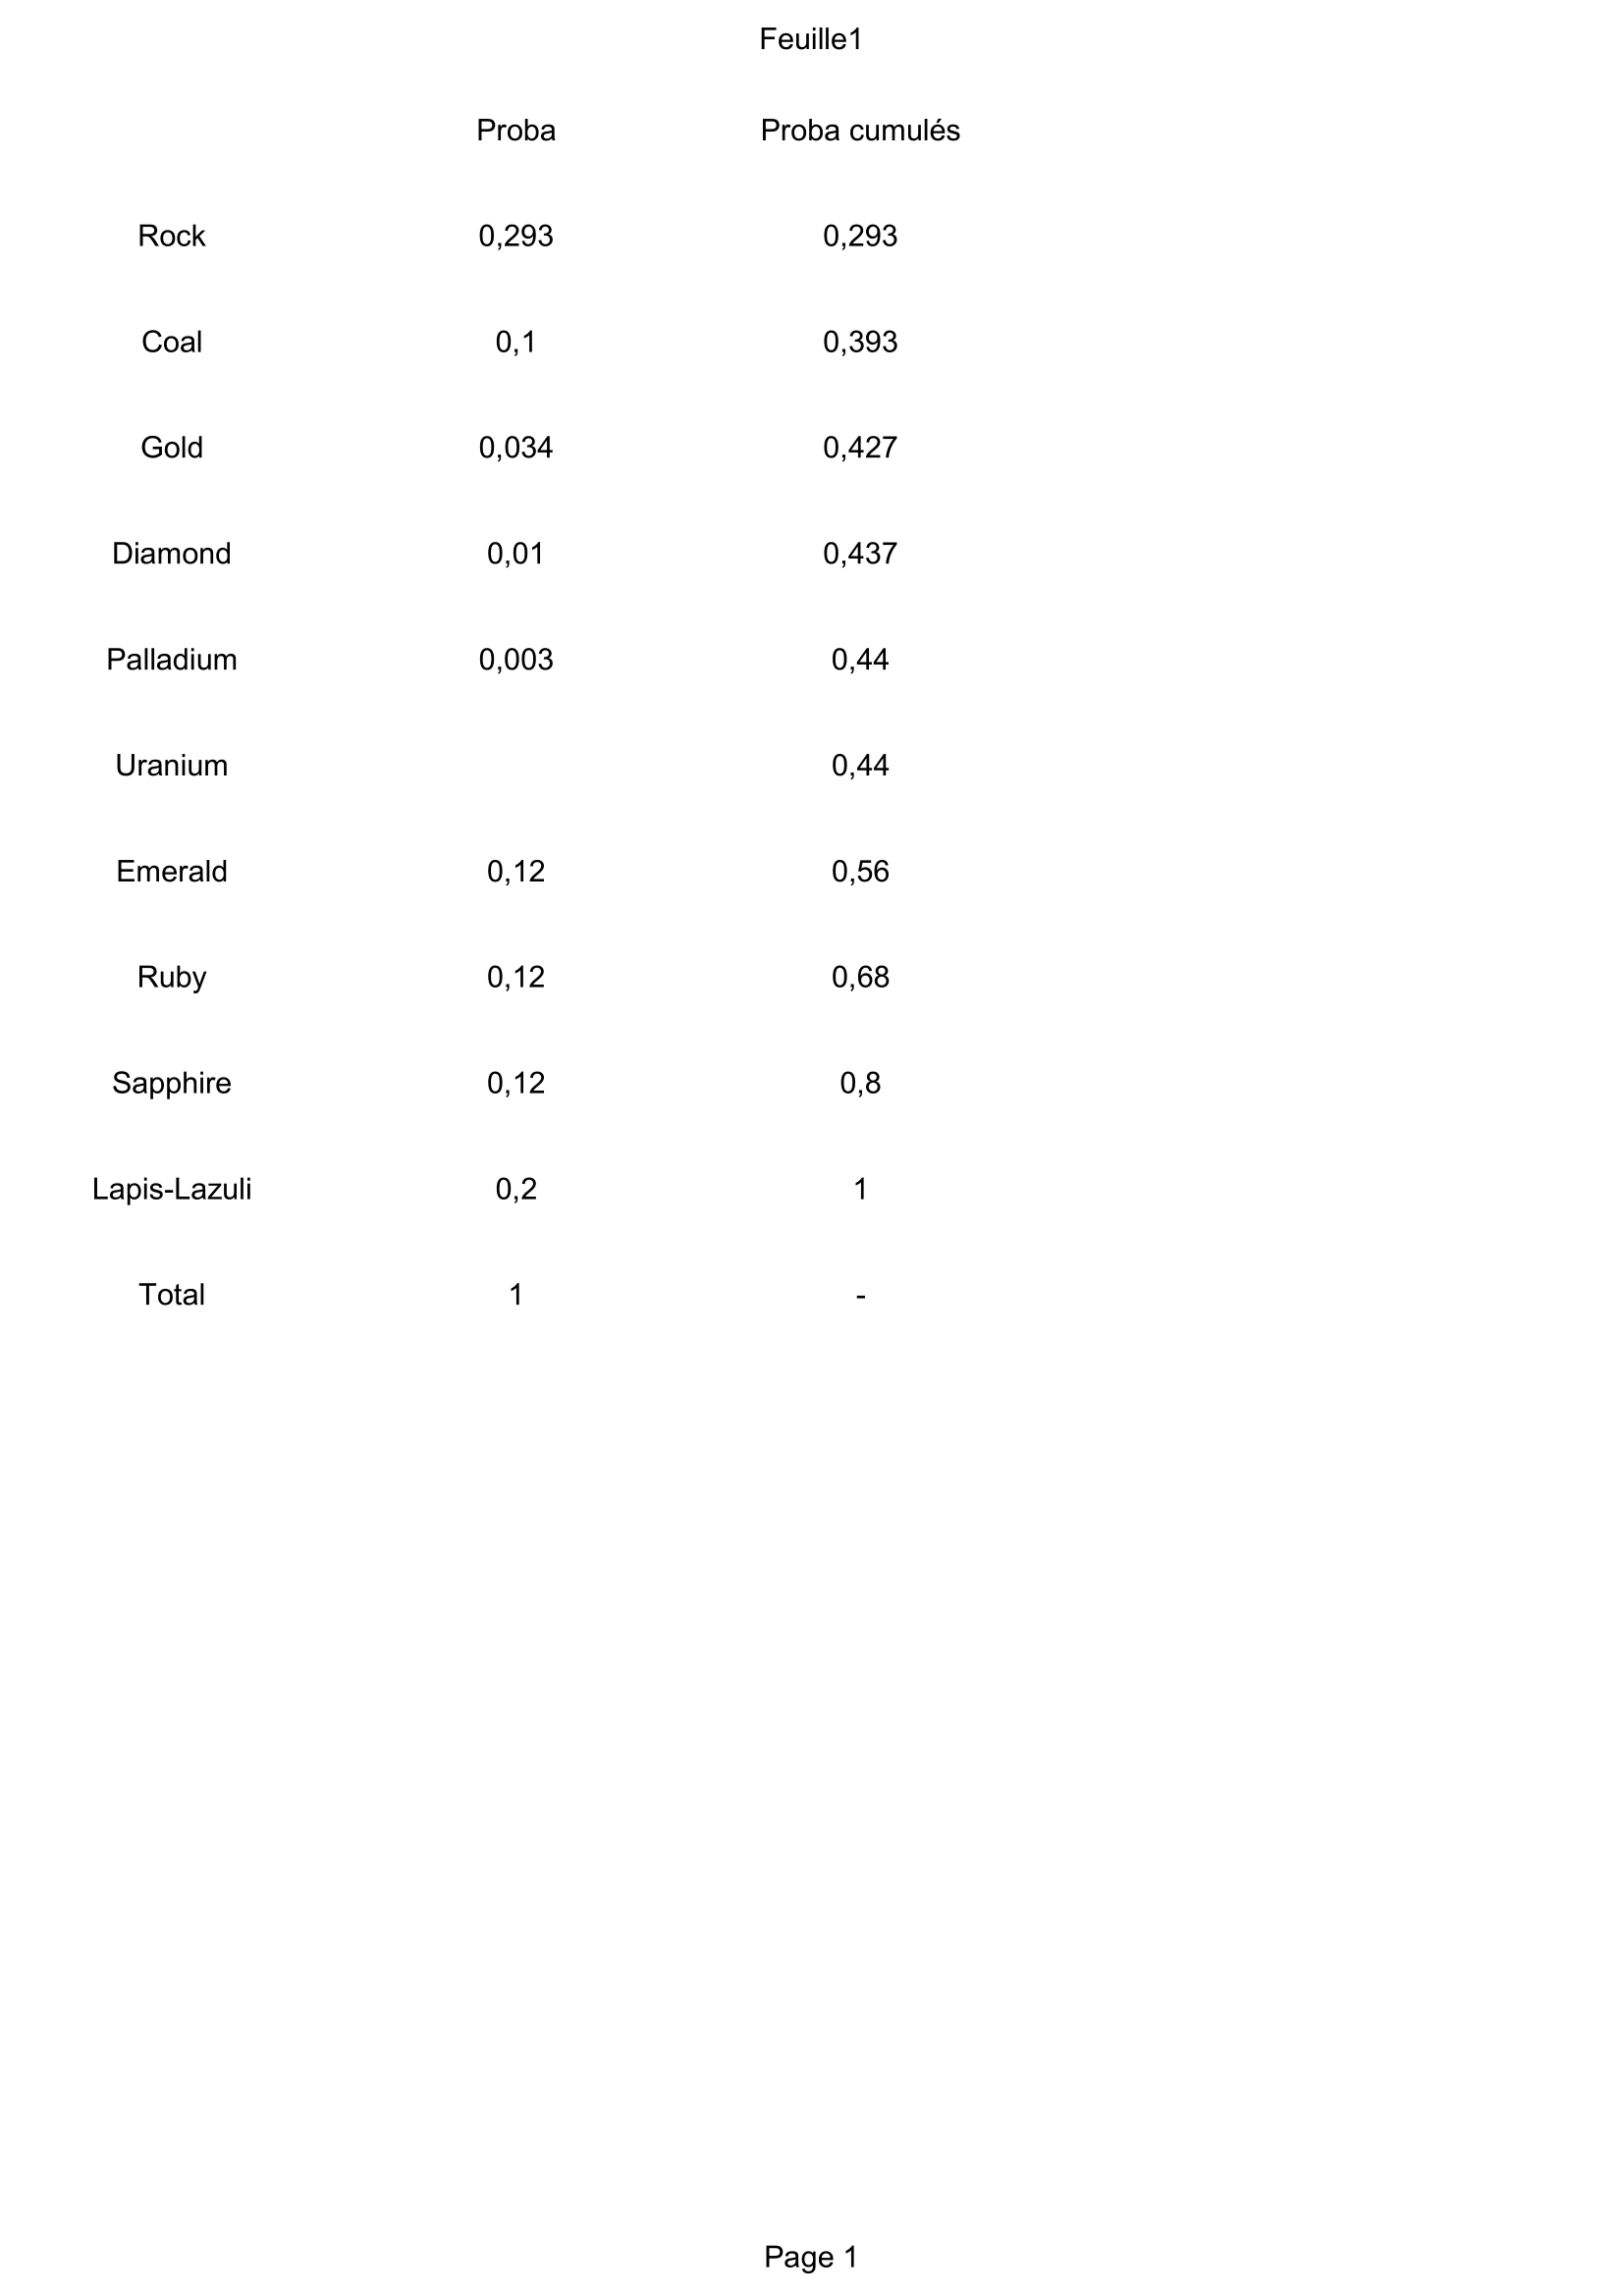 Feuille1
Proba Proba cumulés
Rock 0,293 0,293
Coal 0,1 0,393
Gold 0,034 0,427
Diamond 0,01 0,437
Palladium 0,003 0,44
Uranium 0,44
Emerald 0,12 0,56
Ruby 0,12 0,68
Sapphire 0,12 0,8
Lapis-Lazuli 0,2 1
Total 1 -
Page 1